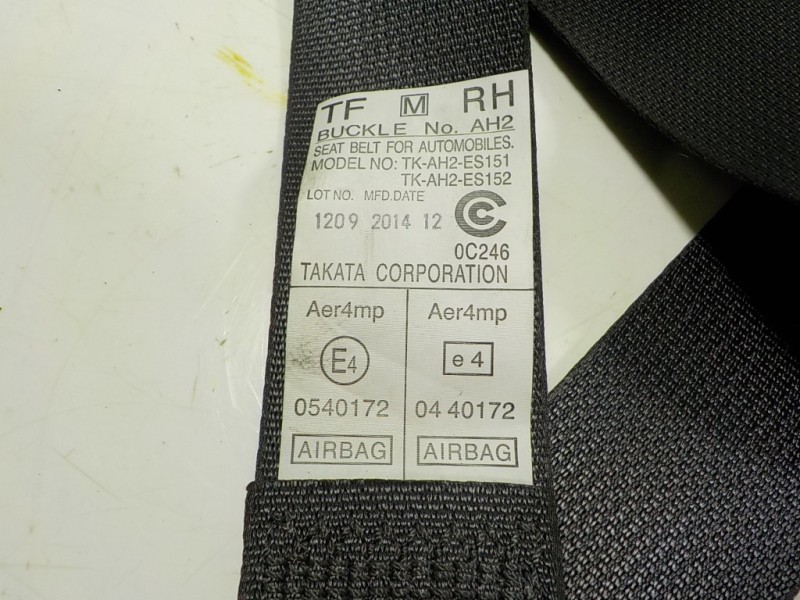 TF M RH
BUCKLE No. AH2
SEAT BELT FOR AUTOMOBILES.
MODEL NO: TK-AH2-ES151
TK-AH2-ES152
LOT NO. MFD.DATE
1209 2014 12
0C246
TAKATA CORPORATION
Aer4mp Aer4mp
E4 e4
0540172 04 40172
AIRBAG AIRBAG